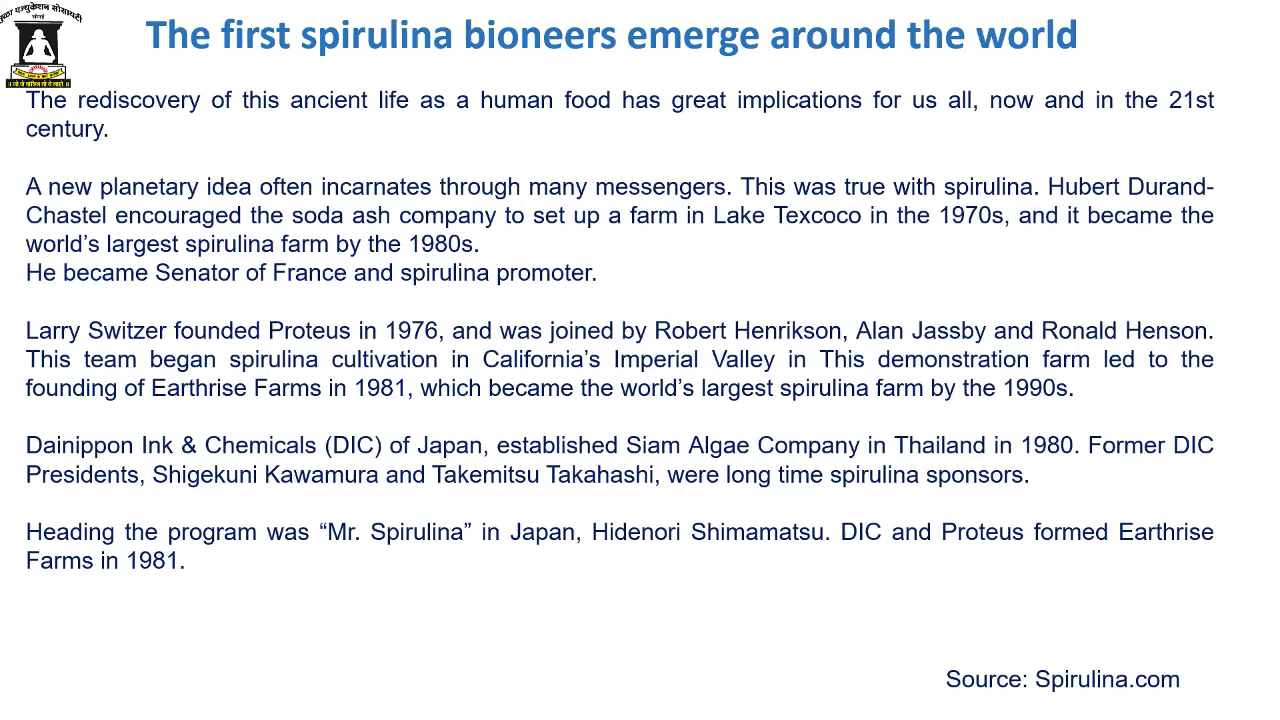 एज्युकेशन सोसायटी
The first spirulina bioneers emerge around the world
The rediscovery of this ancient life as a human food has great implications for us all, now and in the 21st
century.
A new planetary idea often incarnates through many messengers. This was true with spirulina. Hubert Durand-
Chastel encouraged the soda ash company to set up a farm in Lake Texcoco in the 1970s, and it became the
world’s largest spirulina farm by the 1980s.
He became Senator of France and spirulina promoter.
Larry Switzer founded Proteus in 1976, and was joined by Robert Henrikson, Alan Jassby and Ronald Henson.
This team began spirulina cultivation in California’s Imperial Valley in This demonstration farm led to the
founding of Earthrise Farms in 1981, which became the world’s largest spirulina farm by the 1990s.
Dainippon Ink & Chemicals (DIC) of Japan, established Siam Algae Company in Thailand in 1980. Former DIC
Presidents, Shigekuni Kawamura and Takemitsu Takahashi, were long time spirulina sponsors.
Heading the program was “Mr. Spirulina” in Japan, Hidenori Shimamatsu. DIC and Proteus formed Earthrise
Farms in 1981.
Source: Spirulina.com